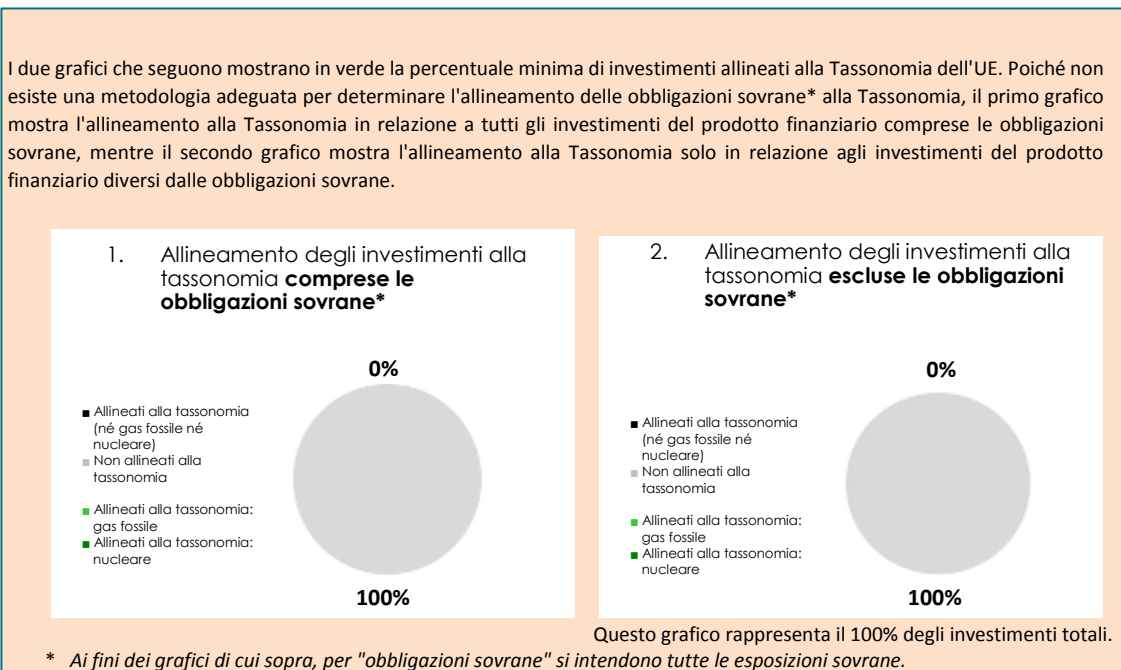 I due grafici che seguono mostrano in verde la percentuale minima di investimenti allineati alla Tassonomia dell'UE. Poiché non
esiste una metodologia adeguata per determinare l'allineamento delle obbligazioni sovrane* alla Tassonomia, il primo grafico
mostra l'allineamento alla Tassonomia in relazione a tutti gli investimenti del prodotto finanziario comprese le obbligazioni
sovrane, mentre il secondo grafico mostra l'allineamento alla Tassonomia solo in relazione agli investimenti del prodotto
finanziario diversi dalle obbligazioni sovrane.
1. Allineamento degli investimenti alla
tassonomia comprese le
obbligazioni sovrane*
0%
Allineati alla tassonomia
(né gas fossile né
nucleare)
Non allineati alla
tassonomia
Allineati alla tassonomia:
gas fossile
Allineati alla tassonomia:
nucleare
100%
2. Allineamento degli investimenti alla
tassonomia escluse le obbligazioni
sovrane*
0%
Allineati alla tassonomia
(né gas fossile né
nucleare)
Non allineati alla
tassonomia
Allineati alla tassonomia:
gas fossile
Allineati alla tassonomia:
nucleare
100%
Questo grafico rappresenta il 100% degli investimenti totali.
* Ai fini dei grafici di cui sopra, per "obbligazioni sovrane" si intendono tutte le esposizioni sovrane.